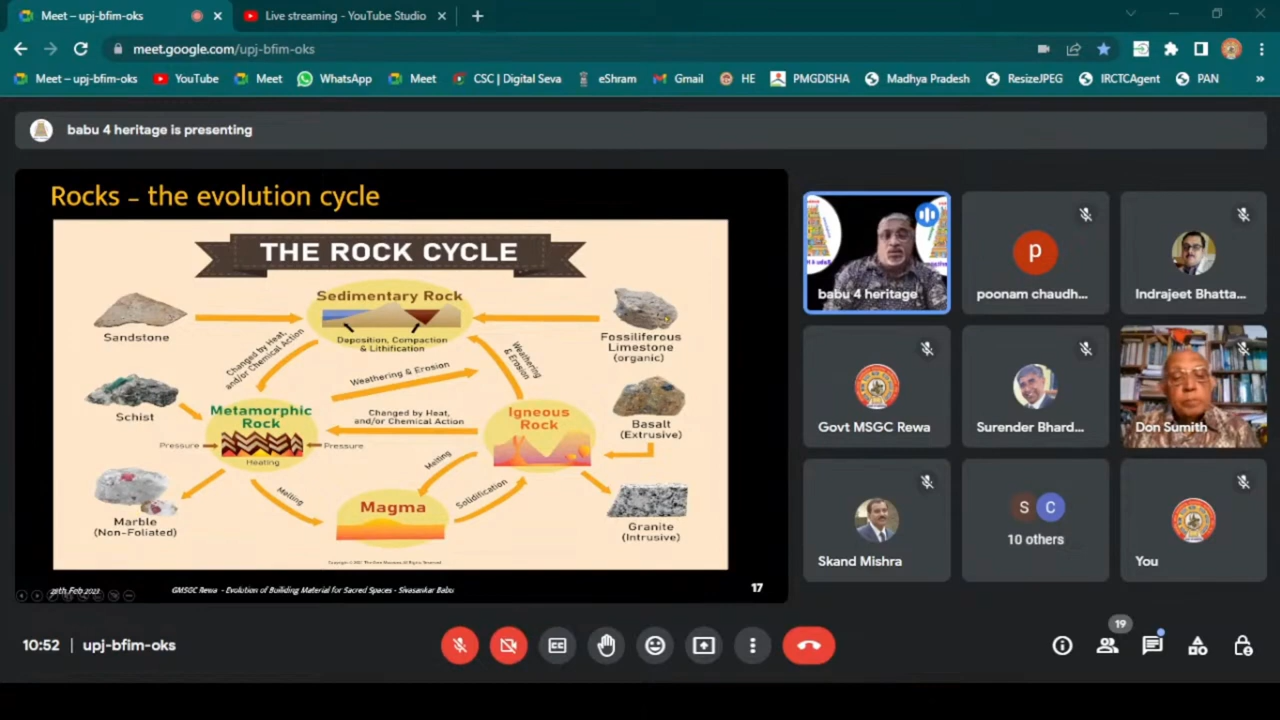 Meet – upj-bfim-oks
Live streaming - YouTube Studio
meet.google.com/upj-bfim-oks
Meet – upj-bfim-oks
YouTube
Meet
WhatsApp
Meet
CSC | Digital Seva
eShram
Gmail
HE
PMGDISHA
Madhya Pradesh
ResizeJPEG
IRCTCAgent
PAN
babu 4 heritage is presenting
Rocks – the evolution cycle
THE ROCK CYCLE
Sedimentary Rock
Deposition, Compaction
& Lithification
Sandstone
Fossiliferous
Limestone
(organic)
Changed by Heat,
and/or Chemical Action
Weathering & Erosion
Weathering
& Erosion
Schist
Metamorphic
Rock
Pressure
Pressure
Heating
Changed by Heat,
and/or Chemical Action
Igneous
Rock
Basalt
(Extrusive)
Marble
(Non-Foliated)
Melting
Melting
Solidification
Magma
Granite
(Intrusive)
Feb
GMSGC Rewa - Evolution of Builiding Material for Sacred Spaces - Sivasankar Babu
17
babu 4 heritage
p
poonam chaudh...
Indrajeet Bhatta...
Govt MSGC Rewa
Surender Bhard...
Don Sumith
Skand Mishra
S C
10 others
You
10:52 | upj-bfim-oks
19